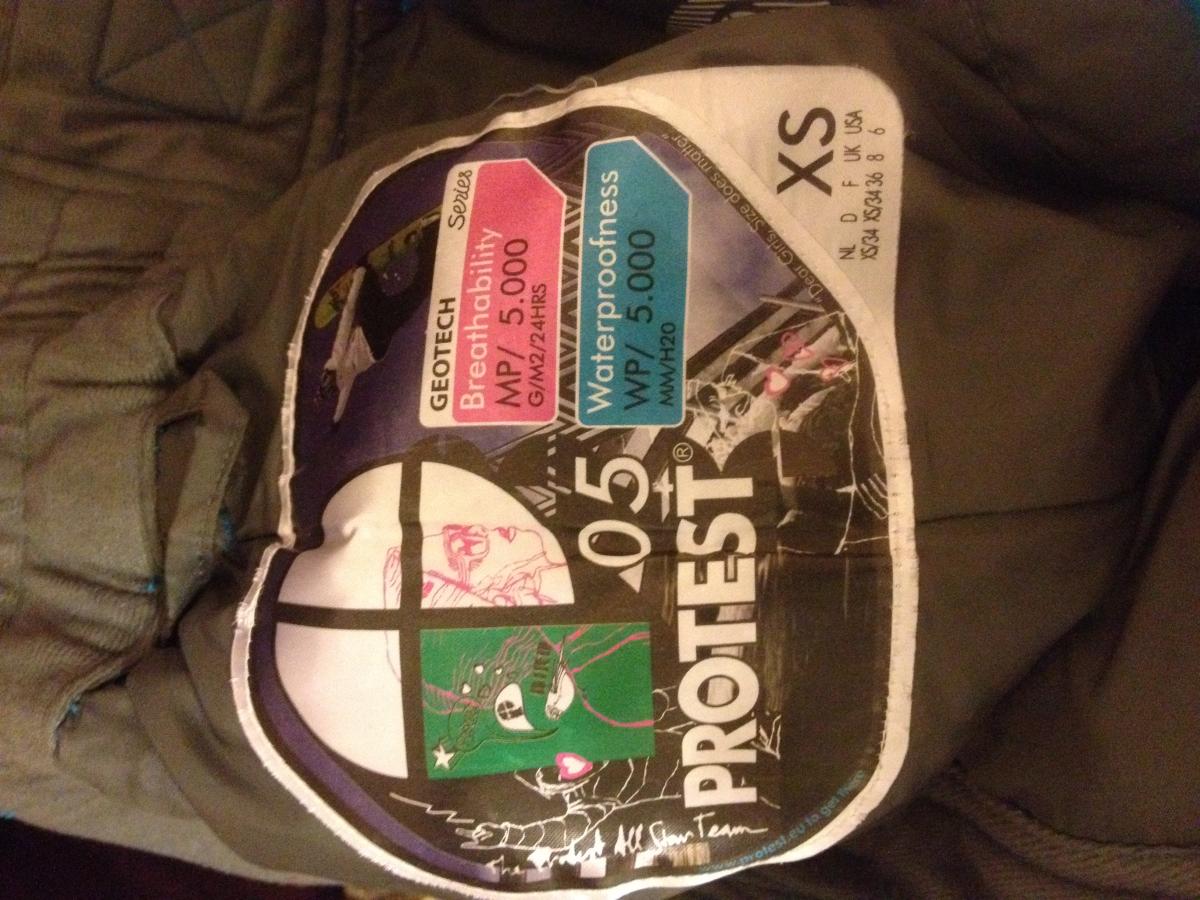 XS
NL D F UK USA
XS/34 XS/34 36 8 6
"Dear Girls, Size does matter"
GEOTECH Series
Breathability
MP/ 5.000
G/M2/24HRS
Waterproofness
WP/ 5.000
MM/H20
05
PROTEST®
The Protest All Star Team
www.protest.eu to get